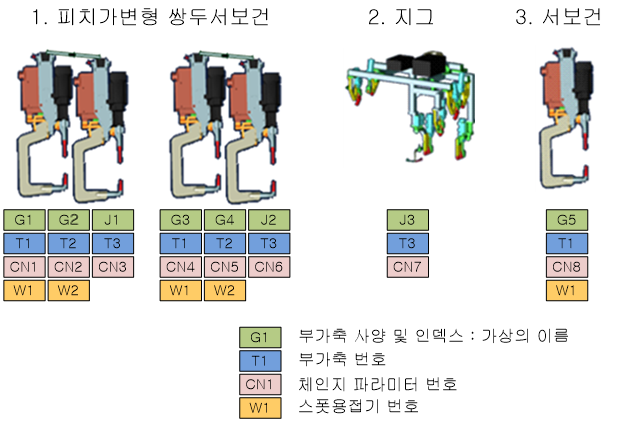 1. 피치가변형 쌍두서보건 2. 지그 3. 서보건
G1 G2 J1 G3 G4 J2 J3 G5
T1 T2 T3 T1 T2 T3 T3 T1
CN1 CN2 CN3 CN4 CN5 CN6 CN7 CN8
W1 W2 W1 W2 W1
G1 부가축 사양 및 인덱스 : 가상의 이름
T1 부가축 번호
CN1 체인지 파라미터 번호
W1 스폿용접기 번호